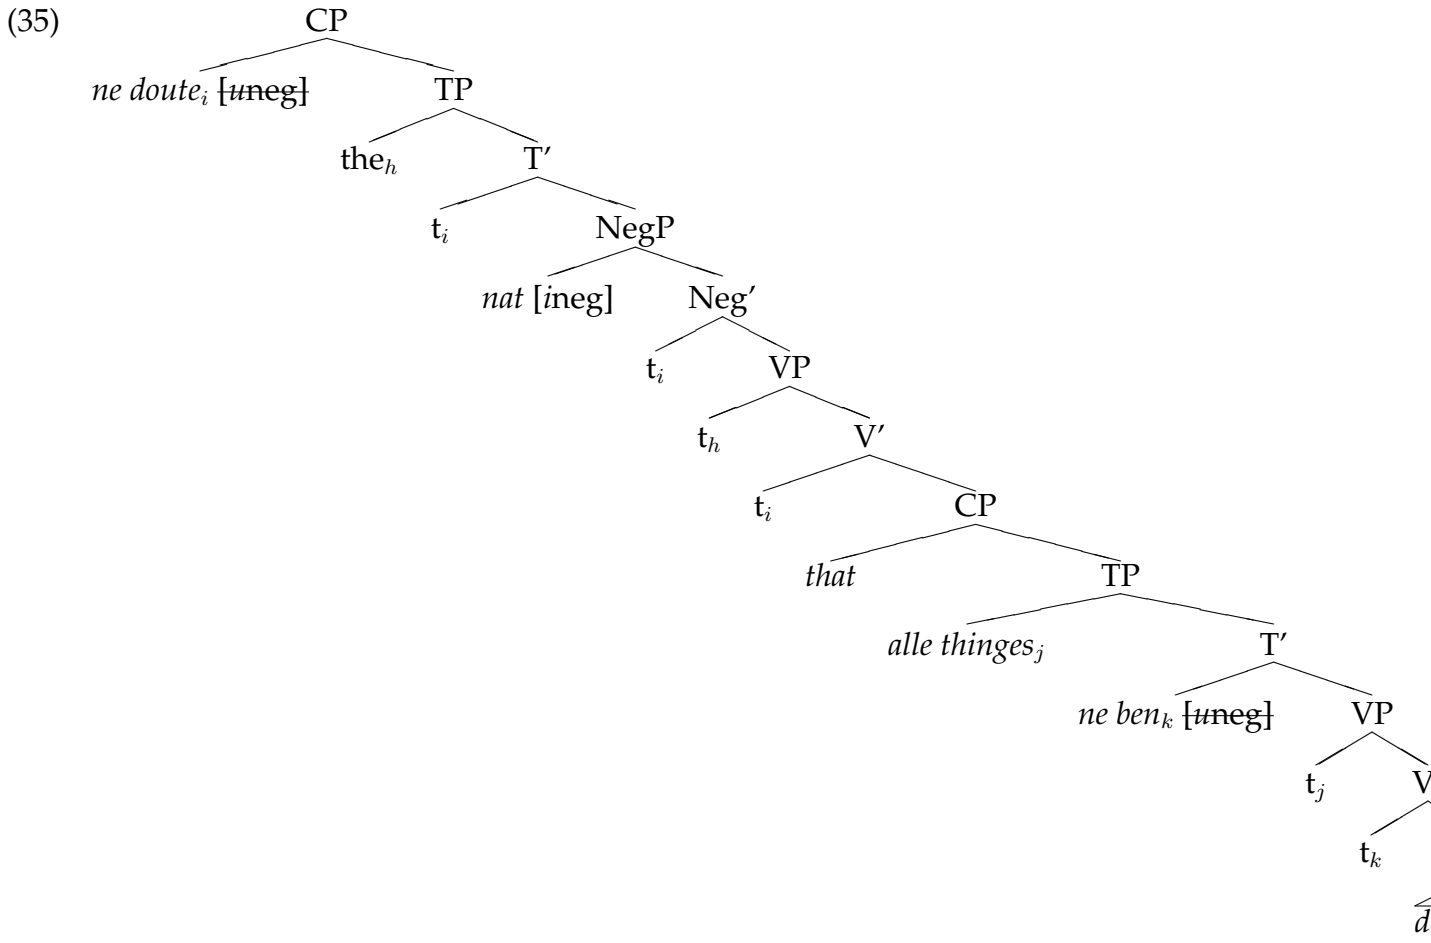 (35) CP
ne doute_i [uneg] TP
the_h T'
t_i NegP
nat [ineg] Neg'
t_i VP
t_h V'
t_i CP
that TP
alle thinges_j T'
ne ben_k [uneg] VP
t_j V
t_k
d